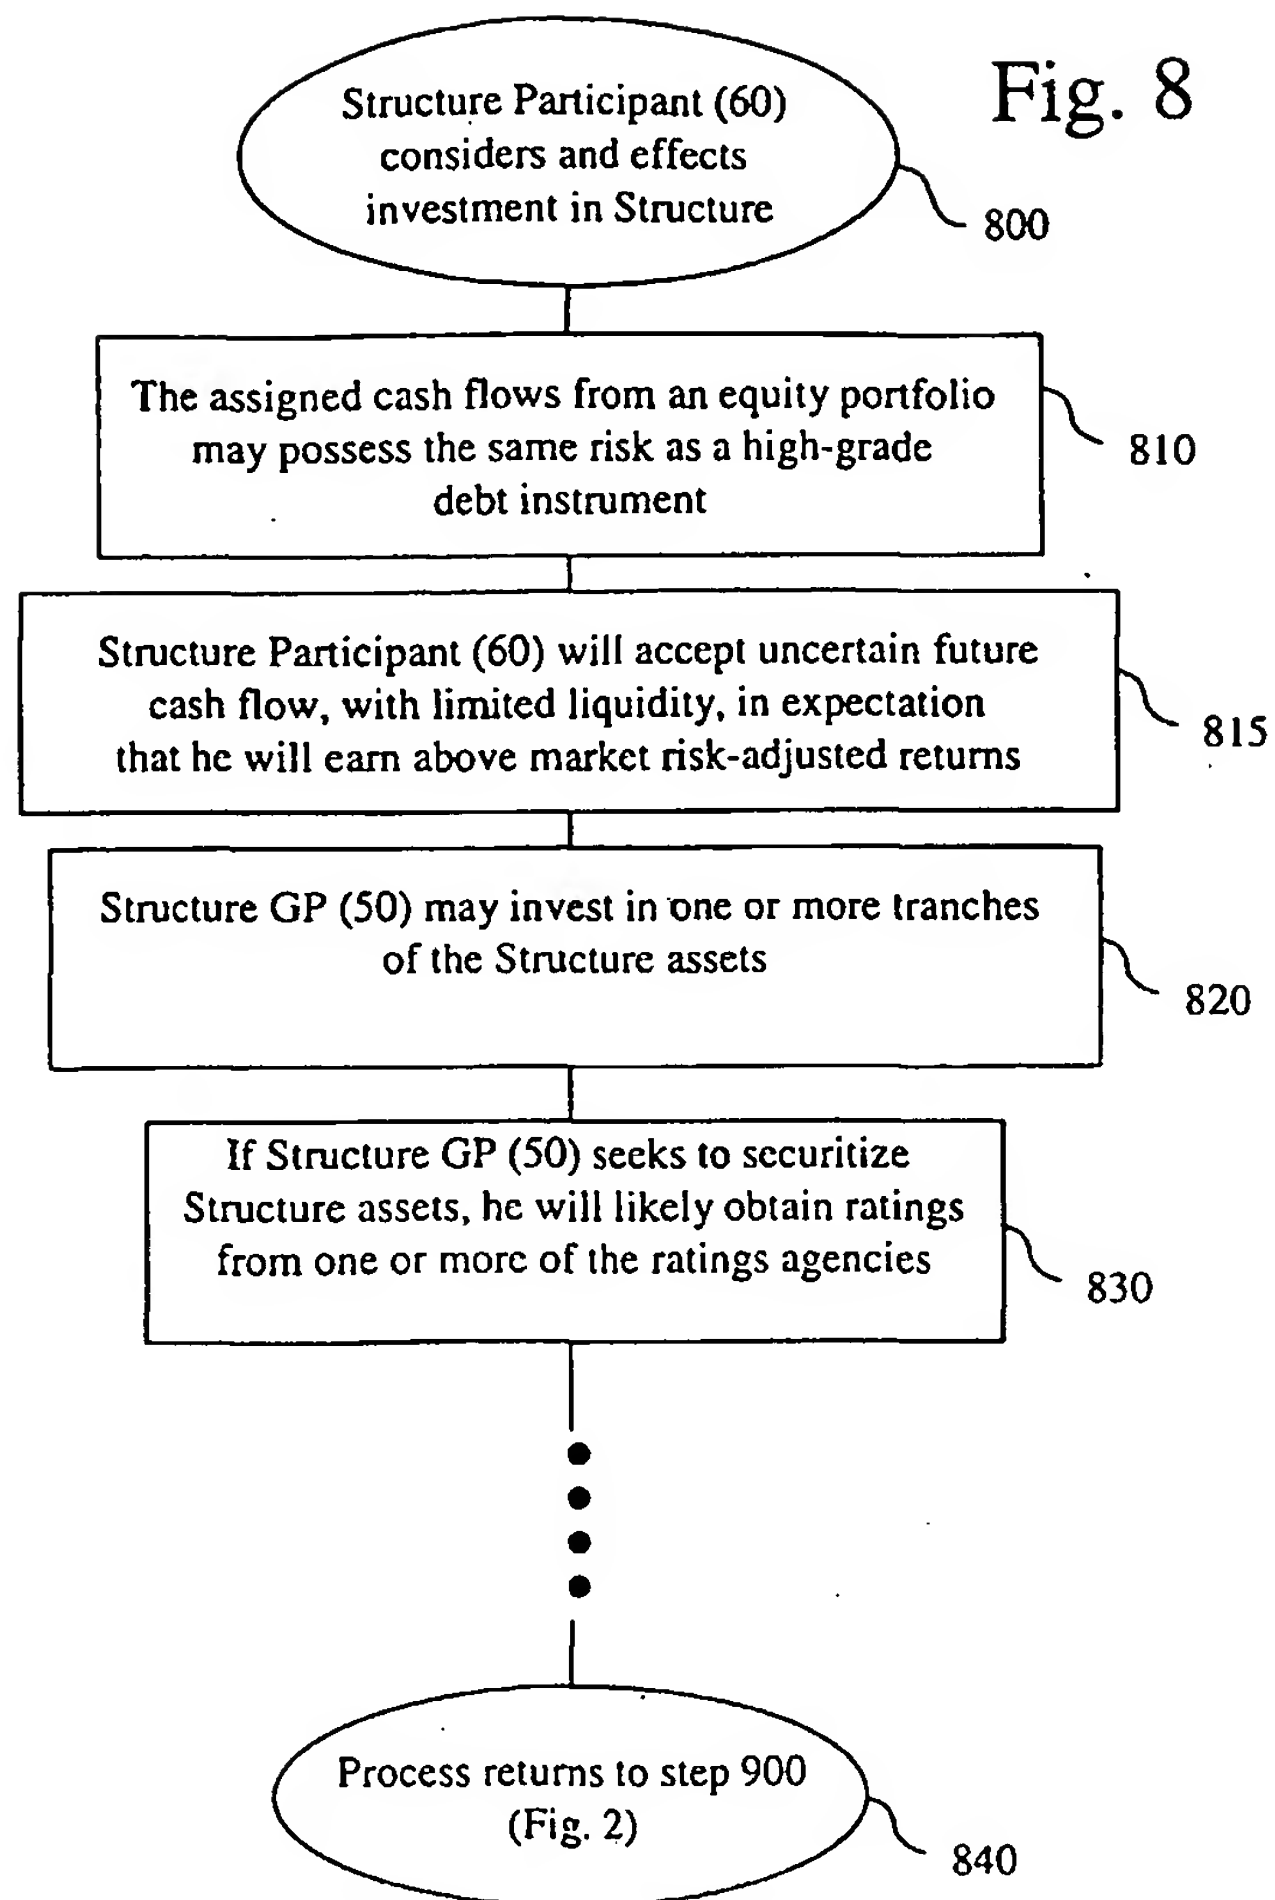 Fig. 8
Structure Participant (60)
considers and effects
investment in Structure
800
The assigned cash flows from an equity portfolio
may possess the same risk as a high-grade
debt instrument
810
Structure Participant (60) will accept uncertain future
cash flow, with limited liquidity, in expectation
that he will earn above market risk-adjusted returns
815
Structure GP (50) may invest in one or more tranches
of the Structure assets
820
If Structure GP (50) seeks to securitize
Structure assets, he will likely obtain ratings
from one or more of the ratings agencies
830
Process returns to step 900
(Fig. 2)
840